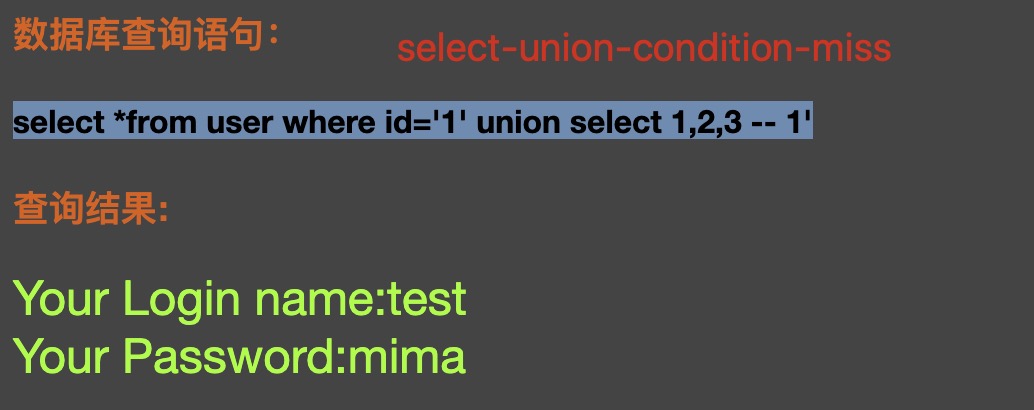 数据库查询语句：
select-union-condition-miss
select *from user where id='1' union select 1,2,3 -- 1'
查询结果:
Your Login name:test
Your Password:mima